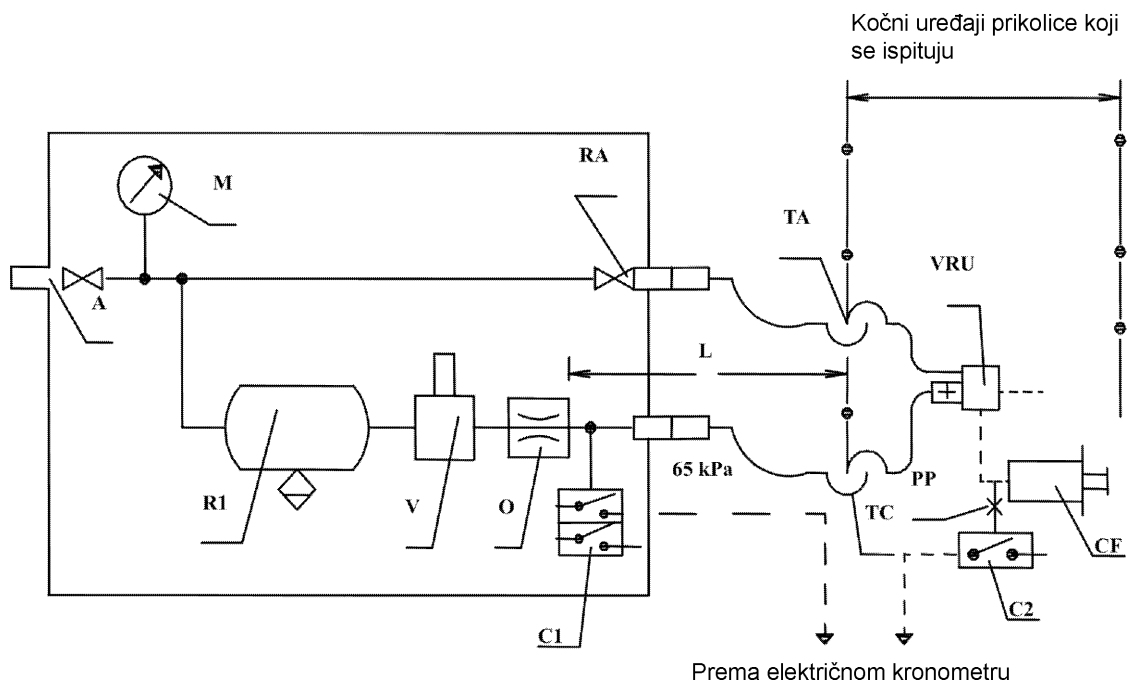 Kočni uređaji prikolice koji
se ispituju
M
RA
TA
VRU
A
L
65 kPa
PP
R1
V
O
TC
CF
C1
C2
Prema električnom kronometru